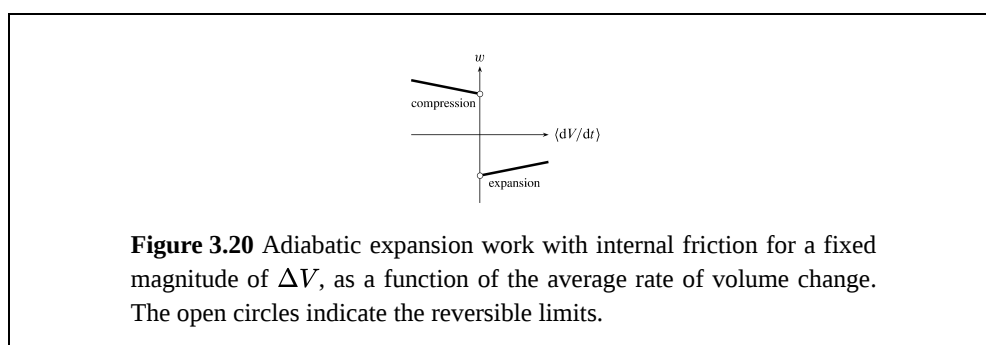 w
compression
⟨dV/dt⟩
expansion
Figure 3.20 Adiabatic expansion work with internal friction for a fixed
magnitude of ΔV, as a function of the average rate of volume change.
The open circles indicate the reversible limits.